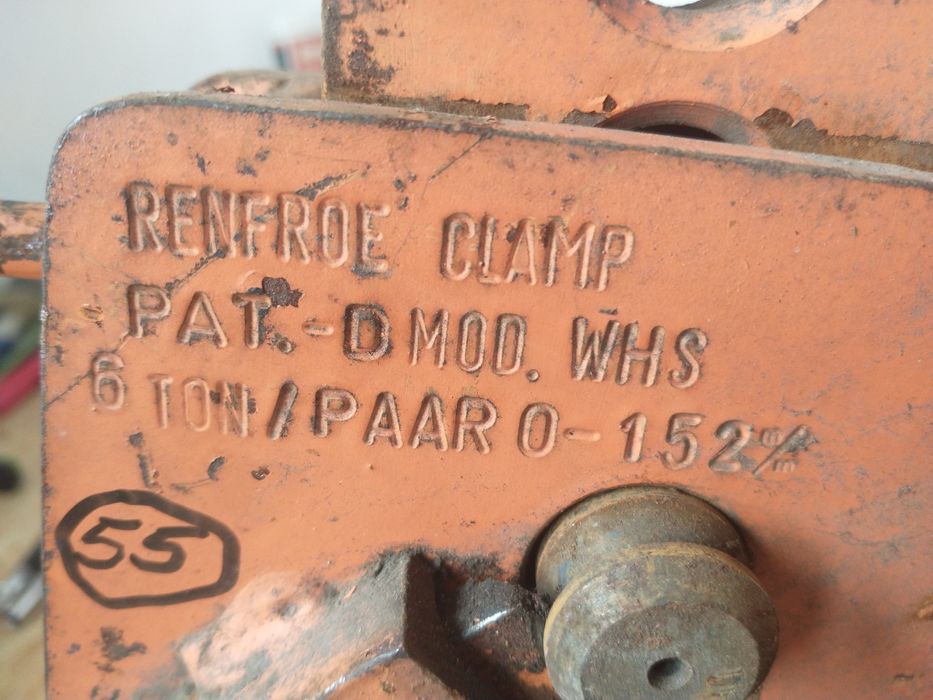 RENFROE CLAMP
PAT.-D MOD. WHS
6 TON/PAAR 0-152 m/m
55